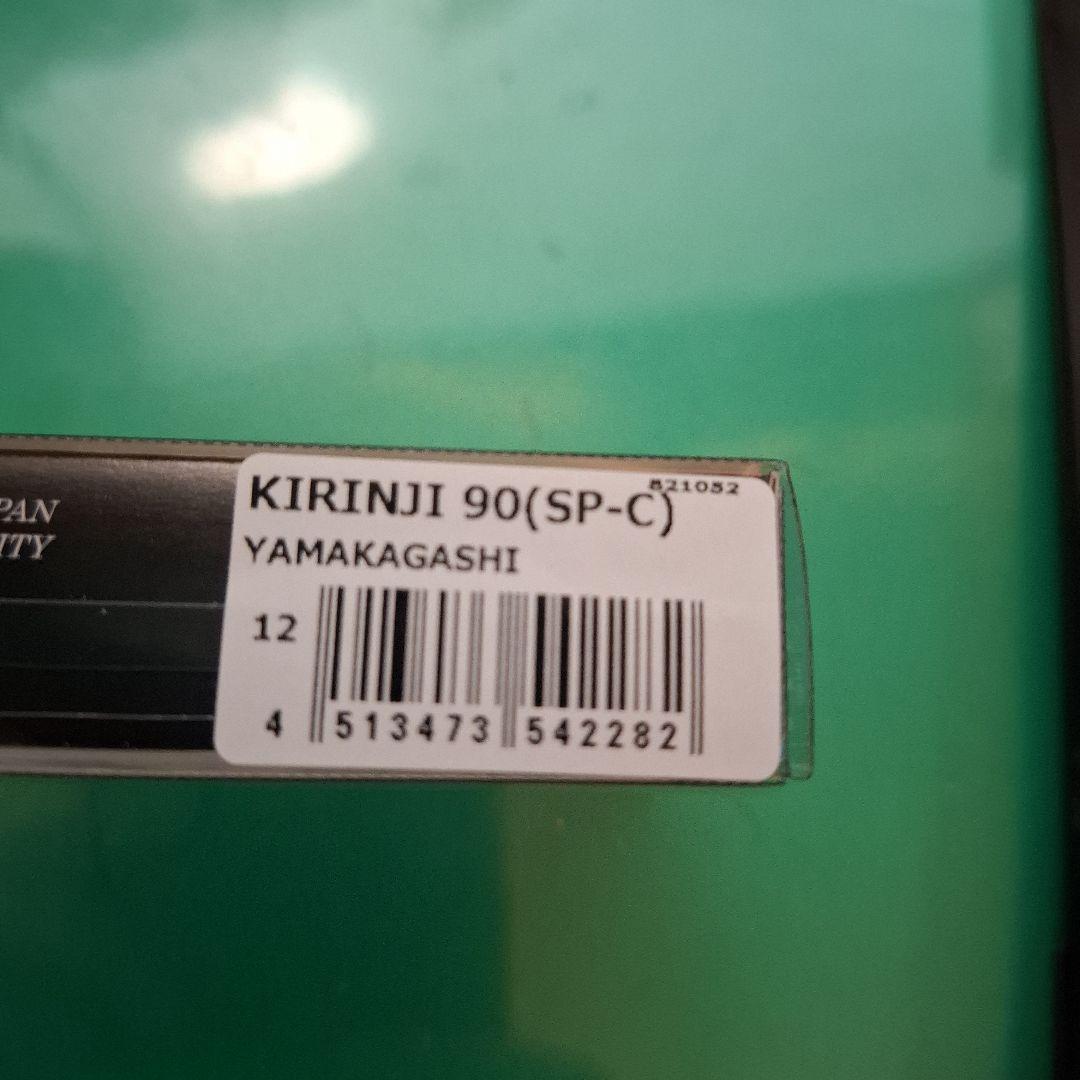 PAN
ITY
KIRINJI 90(SP-C)
821052
YAMAKAGASHI
12
4 513473 542282